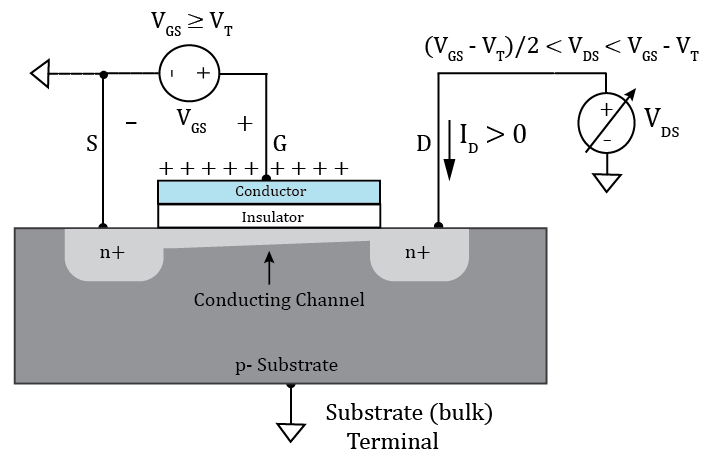 V_GS ≥ V_T
(V_GS - V_T)/2 < V_DS < V_GS - V_T
- +
V_GS
- +
S
G
D
I_D > 0
+
-
V_DS
+ + + + + + + + + +
Conductor
Insulator
n+
n+
Conducting Channel
p- Substrate
Substrate (bulk)
Terminal